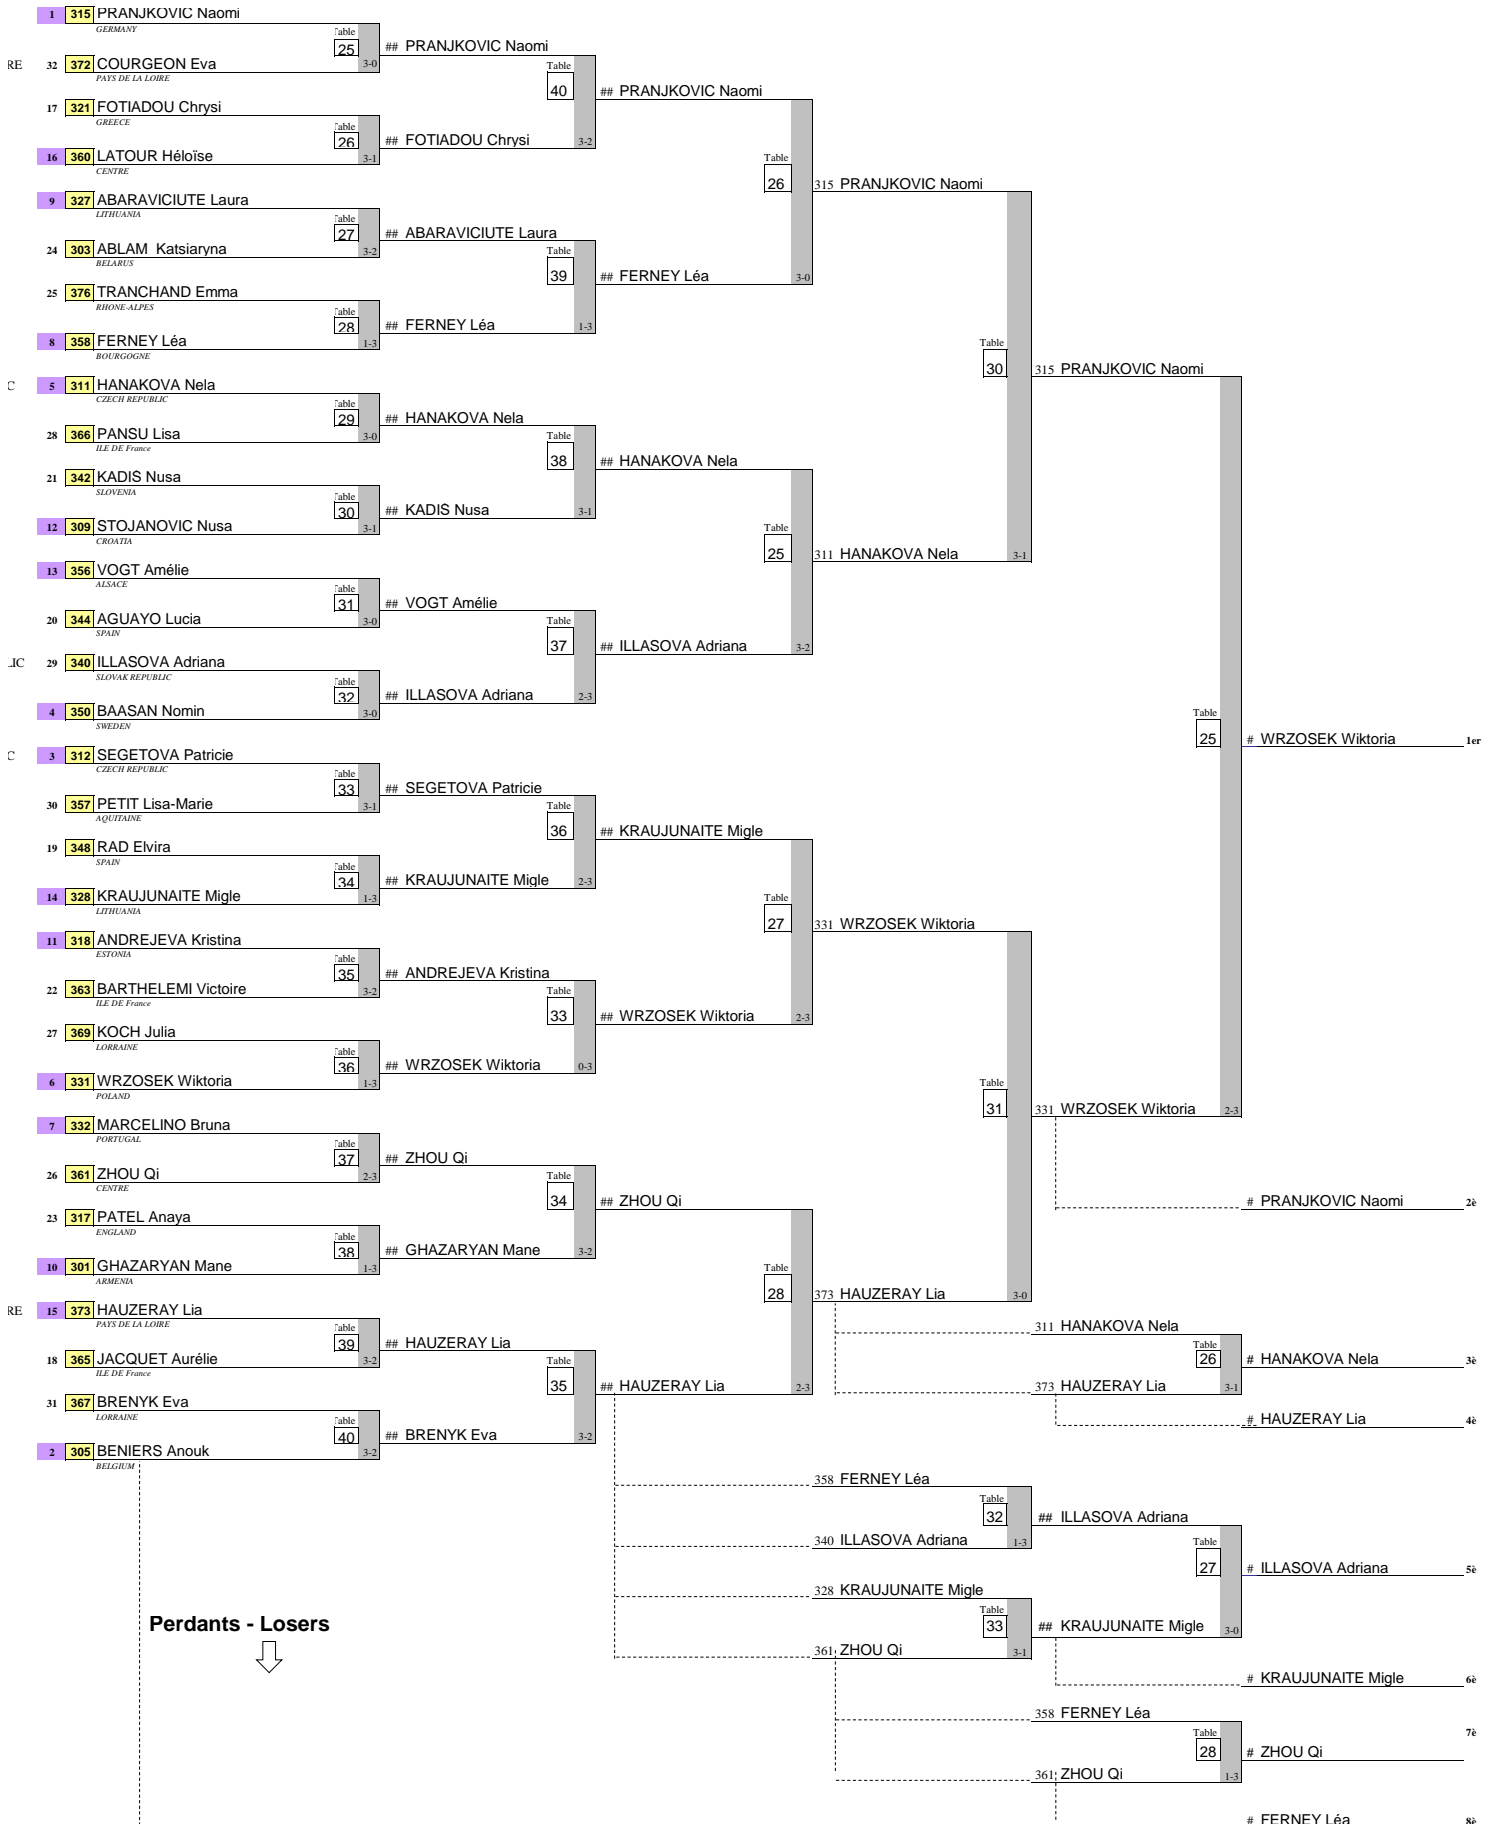 1 315 PRANJKOVIC Naomi
GERMANY
Table
25 ## PRANJKOVIC Naomi
RE 32 372 COURGEON Eva 3-0
PAYS DE LA LOIRE
Table
40 ## PRANJKOVIC Naomi
17 321 FOTIADOU Chrysi
GREECE
Table
26 ## FOTIADOU Chrysi 3-2
16 360 LATOUR Héloïse 3-1
CENTRE
Table
26 315 PRANJKOVIC Naomi
9 327 ABARAVICIUTE Laura
LITHUANIA
Table
27 ## ABARAVICIUTE Laura
24 303 ABLAM Katsiaryna 3-2
BELARUS
Table
39 ## FERNEY Léa 3-0
25 376 TRANCHAND Emma
RHONE-ALPES
Table
28 ## FERNEY Léa 1-3
8 358 FERNEY Léa 1-3
BOURGOGNE
Table
30 315 PRANJKOVIC Naomi
C 5 311 HANAKOVA Nela
CZECH REPUBLIC
Table
29 ## HANAKOVA Nela
28 366 PANSU Lisa 3-0
ILE DE France
Table
38 ## HANAKOVA Nela
21 342 KADIS Nusa
SLOVENIA
Table
30 ## KADIS Nusa 3-1
12 309 STOJANOVIC Nusa 3-1
CROATIA
Table
25 311 HANAKOVA Nela 3-1
13 356 VOGT Amélie
ALSACE
Table
31 ## VOGT Amélie
20 344 AGUAYO Lucia 3-0
SPAIN
Table
37 ## ILLASOVA Adriana 3-2
LIC 29 340 ILLASOVA Adriana
SLOVAK REPUBLIC
Table
32 ## ILLASOVA Adriana 2-3
4 350 BAASAN Nomin 3-0
SWEDEN
Table
25 # WRZOSEK Wiktoria 1er
C 3 312 SEGETOVA Patricie
CZECH REPUBLIC
Table
33 ## SEGETOVA Patricie
30 357 PETIT Lisa-Marie 3-1
AQUITAINE
Table
36 ## KRAUJUNAITE Migle
19 348 RAD Elvira
SPAIN
Table
34 ## KRAUJUNAITE Migle 2-3
14 328 KRAUJUNAITE Migle 1-3
LITHUANIA
Table
27 331 WRZOSEK Wiktoria
11 318 ANDREJEVA Kristina
ESTONIA
Table
35 ## ANDREJEVA Kristina
22 363 BARTHELEMI Victoire 3-2
ILE DE France
Table
33 ## WRZOSEK Wiktoria 2-3
27 369 KOCH Julia
LORRAINE
Table
36 ## WRZOSEK Wiktoria 0-3
6 331 WRZOSEK Wiktoria 1-3
POLAND
Table
31 331 WRZOSEK Wiktoria 2-3
7 332 MARCELINO Bruna
PORTUGAL
Table
37 ## ZHOU Qi
26 361 ZHOU Qi 2-3
CENTRE
Table
34 ## ZHOU Qi
# PRANJKOVIC Naomi 2è
23 317 PATEL Anaya
ENGLAND
Table
38 ## GHAZARYAN Mane 3-2
10 301 GHAZARYAN Mane 1-3
ARMENIA
Table
28 373 HAUZERAY Lia 3-0
RE 15 373 HAUZERAY Lia
PAYS DE LA LOIRE
311 HANAKOVA Nela
Table
39 ## HAUZERAY Lia
Table
26 # HANAKOVA Nela 3è
18 365 JACQUET Aurélie 3-2
ILE DE France
Table
35 ## HAUZERAY Lia 2-3
373 HAUZERAY Lia 3-1
31 367 BRENYK Eva
LORRAINE
# HAUZERAY Lia 4è
Table
40 ## BRENYK Eva 3-2
2 305 BENIERS Anouk 3-2
BELGIUM
358 FERNEY Léa
Table
32 ## ILLASOVA Adriana
340 ILLASOVA Adriana 1-3
Table
27 # ILLASOVA Adriana 5è
328 KRAUJUNAITE Migle
Perdants - Losers
Table
33 ## KRAUJUNAITE Migle 3-0
361 ZHOU Qi 3-1
# KRAUJUNAITE Migle 6è
358 FERNEY Léa
7è
Table
28 # ZHOU Qi
361 ZHOU Qi 1-3
# FERNEY Léa 8è